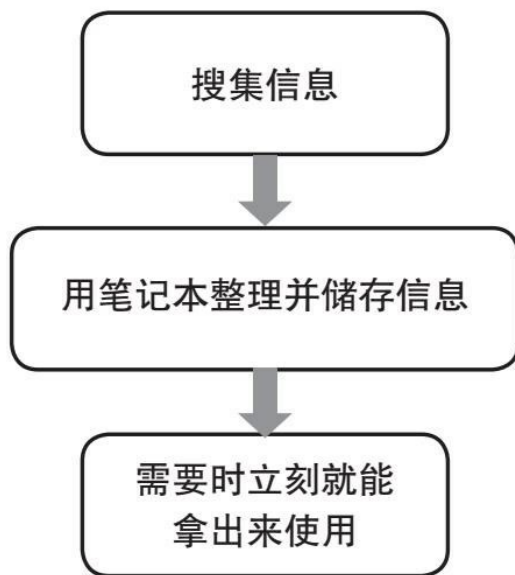 搜集信息
用笔记本整理并储存信息
需要时立刻就能
拿出来使用